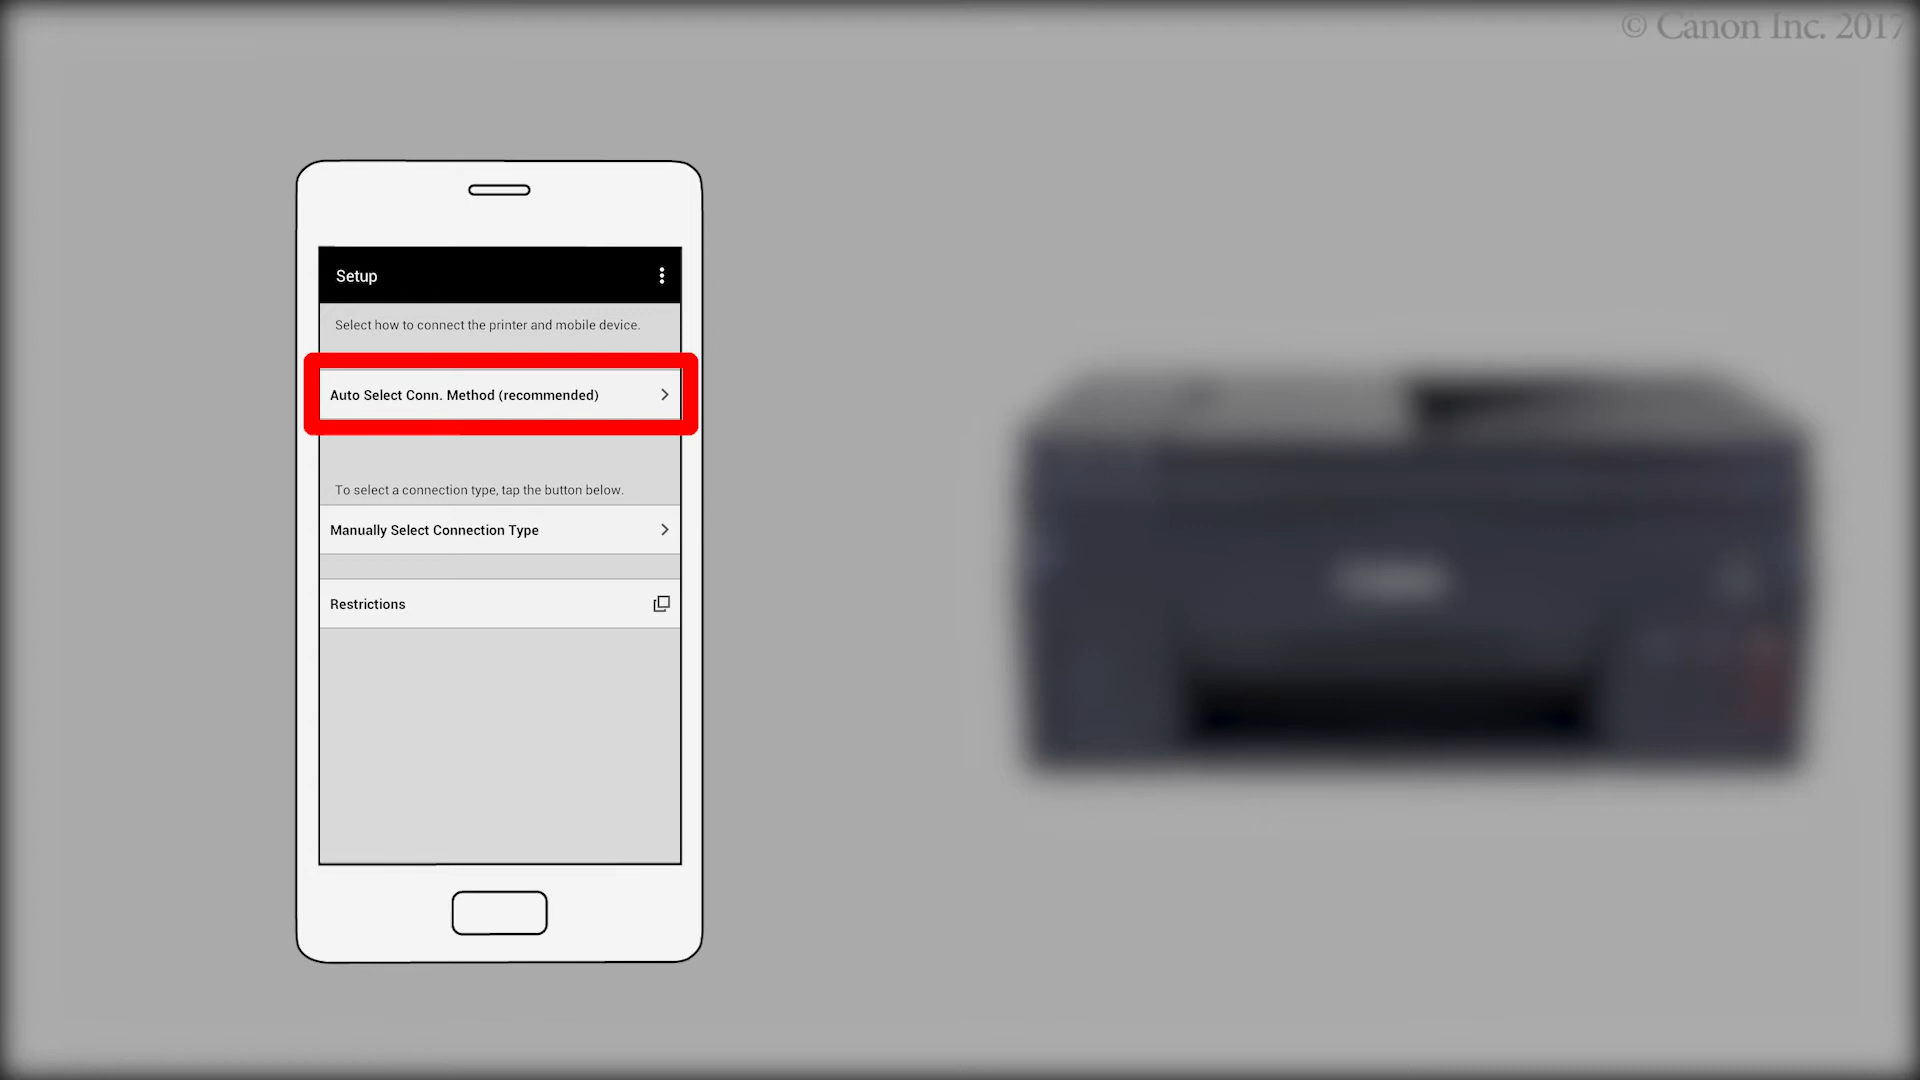 © Canon Inc. 2017
Setup
Select how to connect the printer and mobile device.
Auto Select Conn. Method (recommended)
To select a connection type, tap the button below.
Manually Select Connection Type
Restrictions